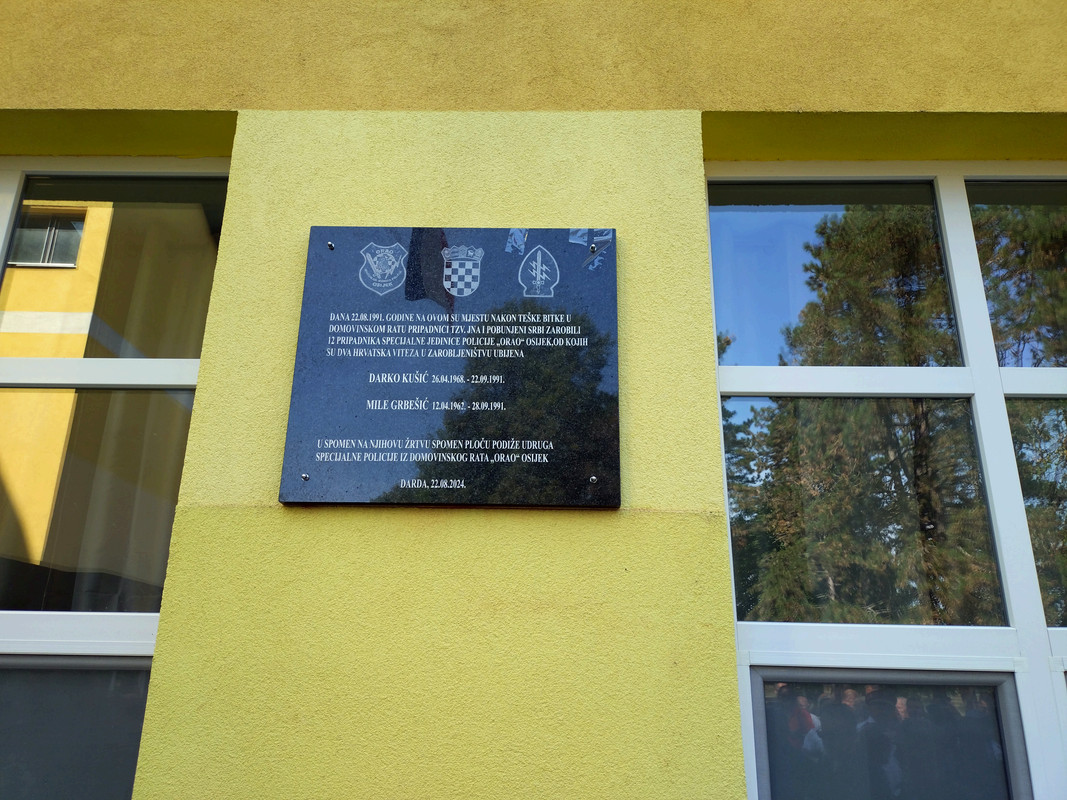 ORAO
OSIJEK
DANA 22.08.1991. GODINE NA OVOM SU MJESTU NAKON TEŠKE BITKE U
DOMOVINSKOM RATU PRIPADNICI TZV. JNA I POBUNJENI SRBI ZAROBILI
12 PRIPADNIKA SPECIJALNE JEDINICE POLICIJE „ORAO“ OSIJEK,OD KOJIH
SU DVA HRVATSKA VITEZA U ZAROBLJENIŠTVU UBIJENA
DARKO KUŠIĆ 26.04.1968. - 22.09.1991.
MILE GRBEŠIĆ 12.04.1962. - 28.09.1991.
U SPOMEN NA NJIHOVU ŽRTVU SPOMEN PLOČU PODIŽE UDRUGA
SPECIJALNE POLICIJE IZ DOMOVINSKOG RATA „ORAO“ OSIJEK
DARDA, 22.08.2024.